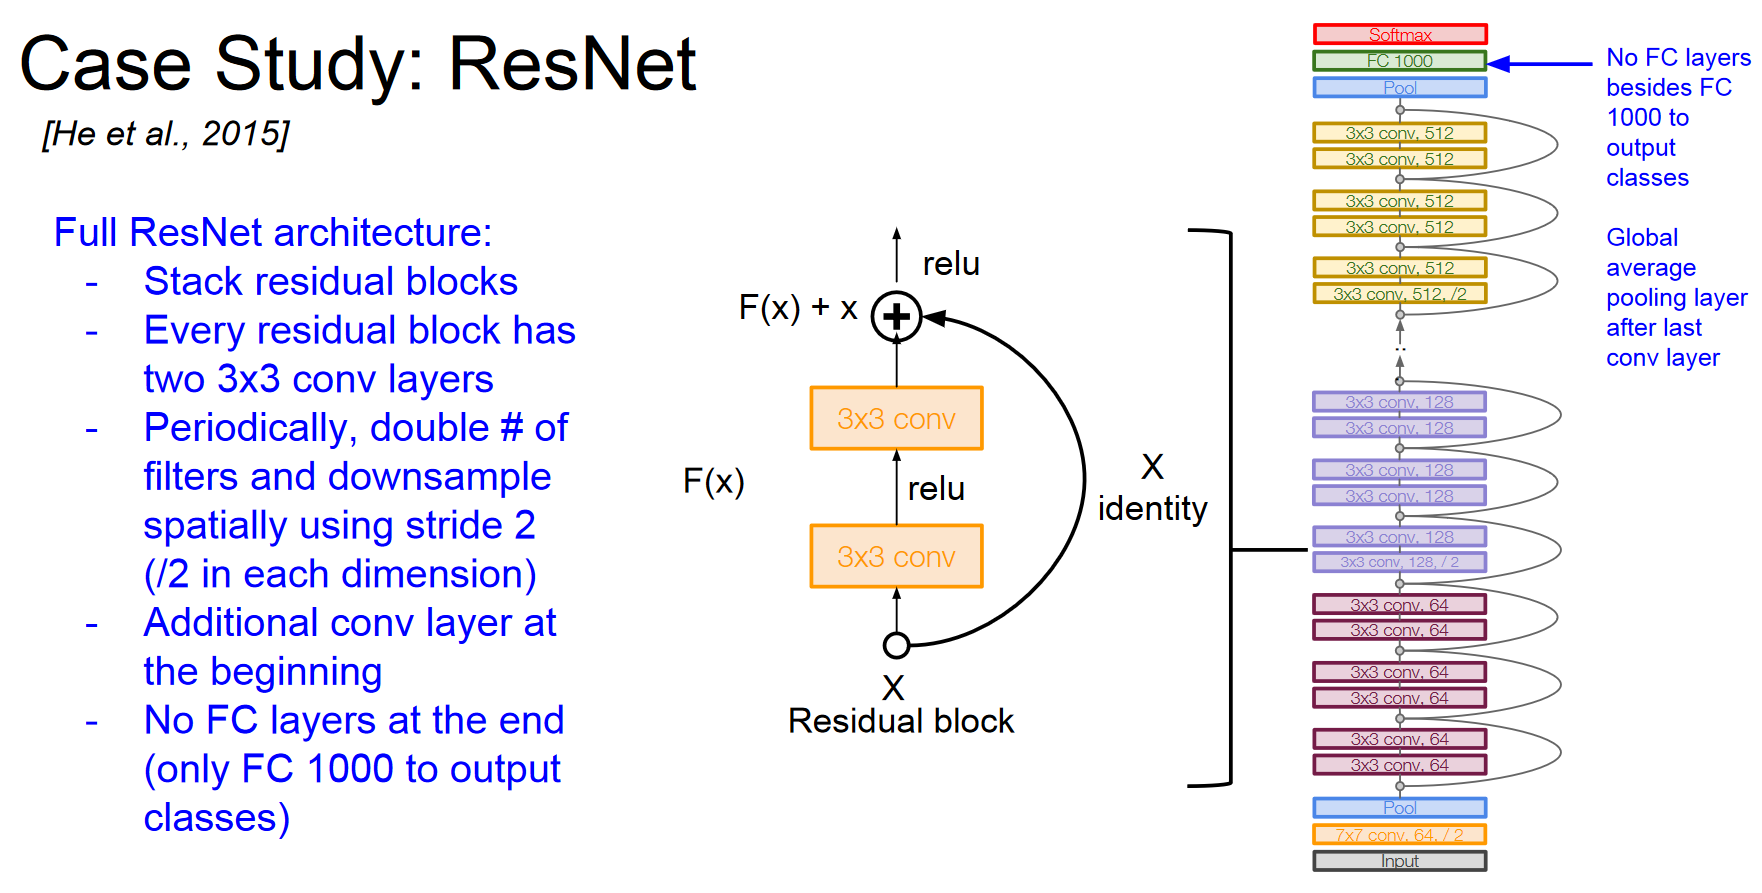 Case Study: ResNet
[He et al., 2015]
Full ResNet architecture:
- Stack residual blocks
- Every residual block has
two 3x3 conv layers
- Periodically, double # of
filters and downsample
spatially using stride 2
(/2 in each dimension)
- Additional conv layer at
the beginning
- No FC layers at the end
(only FC 1000 to output
classes)
relu
F(x) + x
3x3 conv
F(x)
relu
X
identity
3x3 conv
X
Residual block
Softmax
FC 1000
Pool
3x3 conv, 512
3x3 conv, 512
3x3 conv, 512
3x3 conv, 512
3x3 conv, 512
3x3 conv, 512, /2
..
3x3 conv, 128
3x3 conv, 128
3x3 conv, 128
3x3 conv, 128
3x3 conv, 128
3x3 conv, 128, / 2
3x3 conv, 64
3x3 conv, 64
3x3 conv, 64
3x3 conv, 64
3x3 conv, 64
3x3 conv, 64
Pool
7x7 conv, 64, / 2
Input
No FC layers
besides FC
1000 to
output
classes
Global
average
pooling layer
after last
conv layer